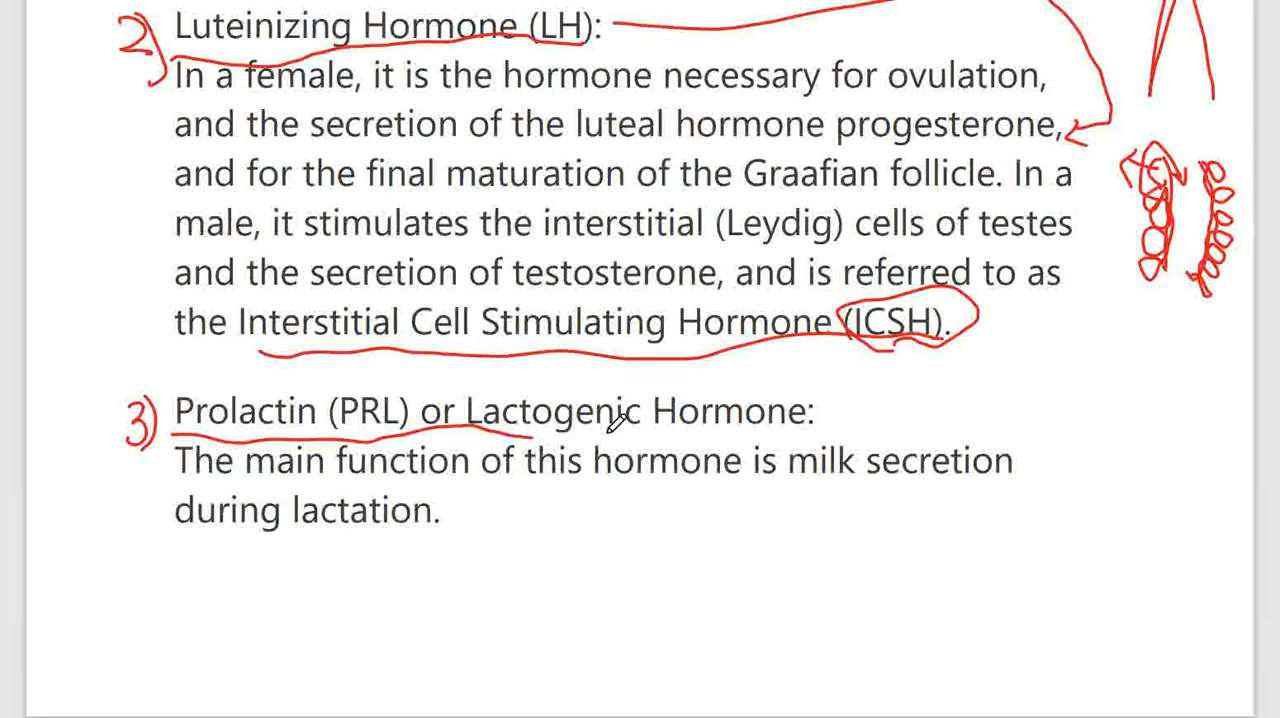 2) Luteinizing Hormone (LH):
In a female, it is the hormone necessary for ovulation,
and the secretion of the luteal hormone progesterone,
and for the final maturation of the Graafian follicle. In a
male, it stimulates the interstitial (Leydig) cells of testes
and the secretion of testosterone, and is referred to as
the Interstitial Cell Stimulating Hormone (ICSH).
3) Prolactin (PRL) or Lactogenic Hormone:
The main function of this hormone is milk secretion
during lactation.